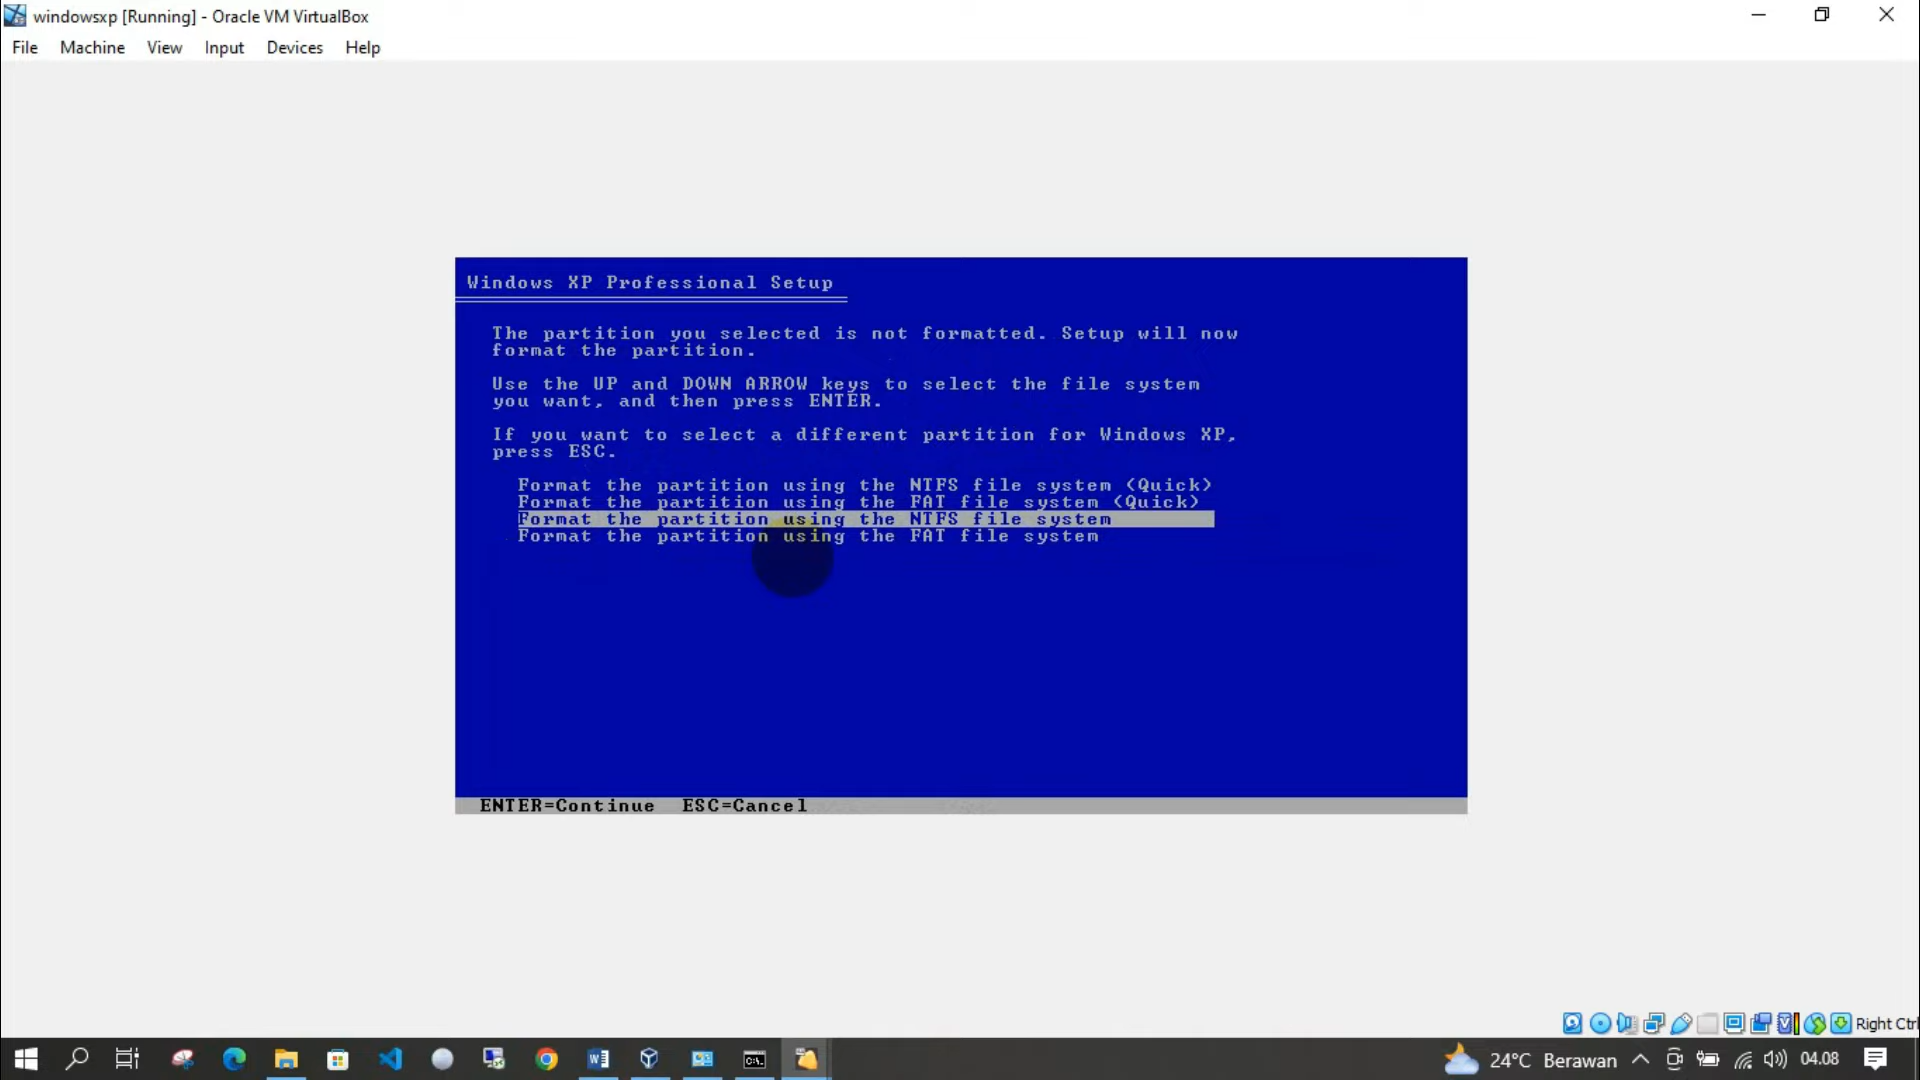 windowsxp [Running] - Oracle VM VirtualBox
File Machine View Input Devices Help
Windows XP Professional Setup
The partition you selected is not formatted. Setup will now
format the partition.
Use the UP and DOWN ARROW keys to select the file system
you want, and then press ENTER.
If you want to select a different partition for Windows XP,
press ESC.
Format the partition using the NTFS file system (Quick)
Format the partition using the FAT file system (Quick)
Format the partition using the NTFS file system
Format the partition using the FAT file system
ENTER=Continue ESC=Cancel
Right Ctrl
24°C Berawan 04.08